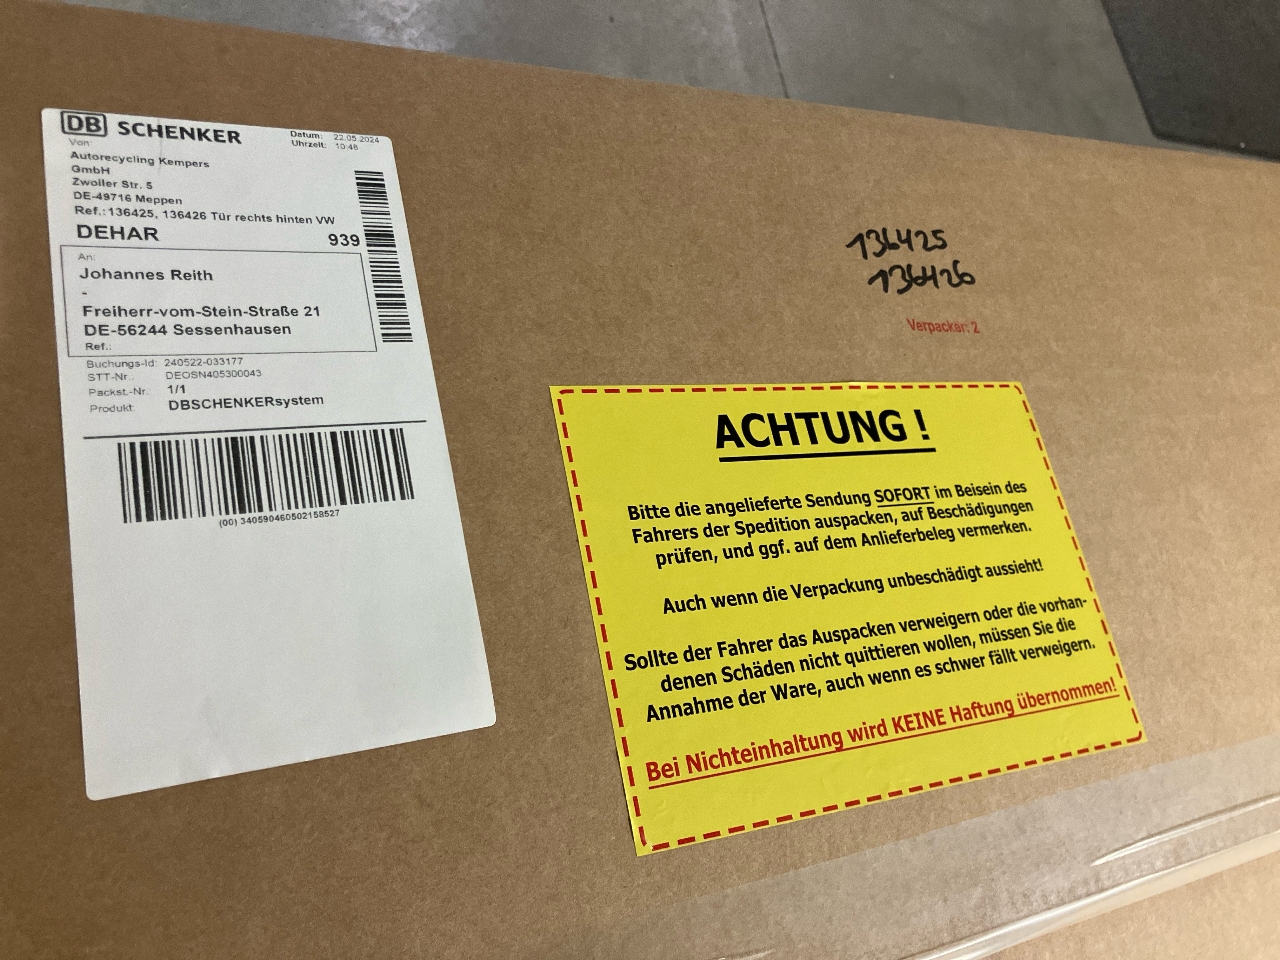 DB SCHENKER
Datum: 22.05.2024
Uhrzeit: 10:48
Von:
Autorecycling Kempers
GmbH
Zwoller Str. 5
DE-49716 Meppen
Ref.:136425, 136426 Tür rechts hinten VW
DEHAR 939
An:
Johannes Reith
-
Freiherr-vom-Stein-Straße 21
DE-56244 Sessenhausen
Ref.:
Buchungs-Id: 240522-033177
STT-Nr.: DEOSN405300043
Packst.-Nr.: 1/1
Produkt: DBSCHENKERsystem
(00) 340590460502158527
136425
136426
Verpacker: 2
ACHTUNG !
Bitte die angelieferte Sendung SOFORT im Beisein des
Fahrers der Spedition auspacken, auf Beschädigungen
prüfen, und ggf. auf dem Anlieferbeleg vermerken.
Auch wenn die Verpackung unbeschädigt aussieht!
Sollte der Fahrer das Auspacken verweigern oder die vorhan-
denen Schäden nicht quittieren wollen, müssen Sie die
Annahme der Ware, auch wenn es schwer fällt verweigern.
Bei Nichteinhaltung wird KEINE Haftung übernommen!